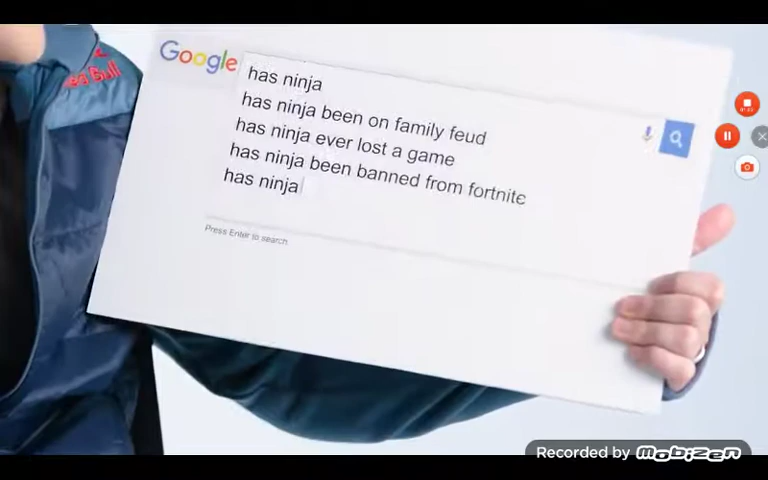 Red Bull
Google
has ninja
has ninja been on family feud
has ninja ever lost a game
has ninja been banned from fortnite
has ninja
Press Enter to search.
Recorded by mobizen